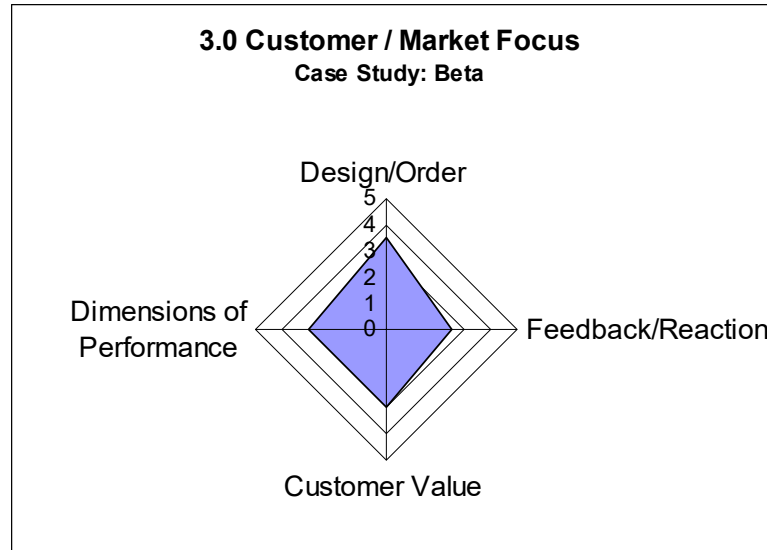 3.0 Customer / Market Focus
Case Study: Beta
Design/Order
5
4
3
2
1
0
Dimensions of
Performance
Feedback/Reaction
Customer Value